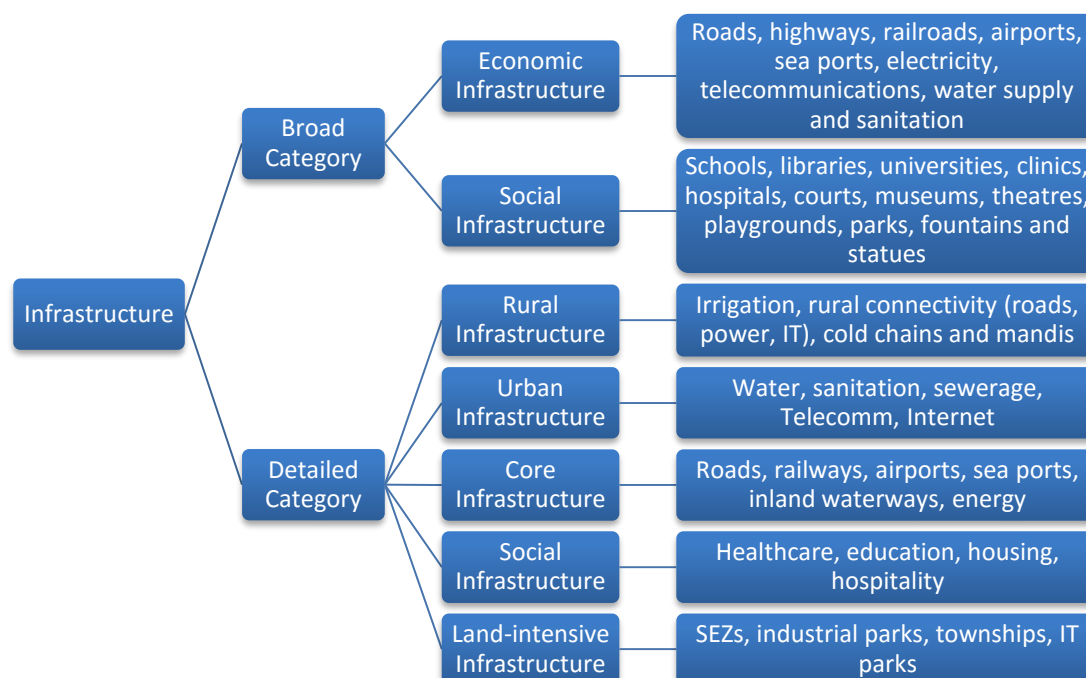 Infrastructure
Broad
Category
Economic
Infrastructure
Roads, highways, railroads, airports,
sea ports, electricity,
telecommunications, water supply
and sanitation
Social
Infrastructure
Schools, libraries, universities, clinics,
hospitals, courts, museums, theatres,
playgrounds, parks, fountains and
statues
Detailed
Category
Rural
Infrastructure
Irrigation, rural connectivity (roads,
power, IT), cold chains and mandis
Urban
Infrastructure
Water, sanitation, sewerage,
Telecomm, Internet
Core
Infrastructure
Roads, railways, airports, sea ports,
inland waterways, energy
Social
Infrastructure
Healthcare, education, housing,
hospitality
Land-intensive
Infrastructure
SEZs, industrial parks, townships, IT
parks